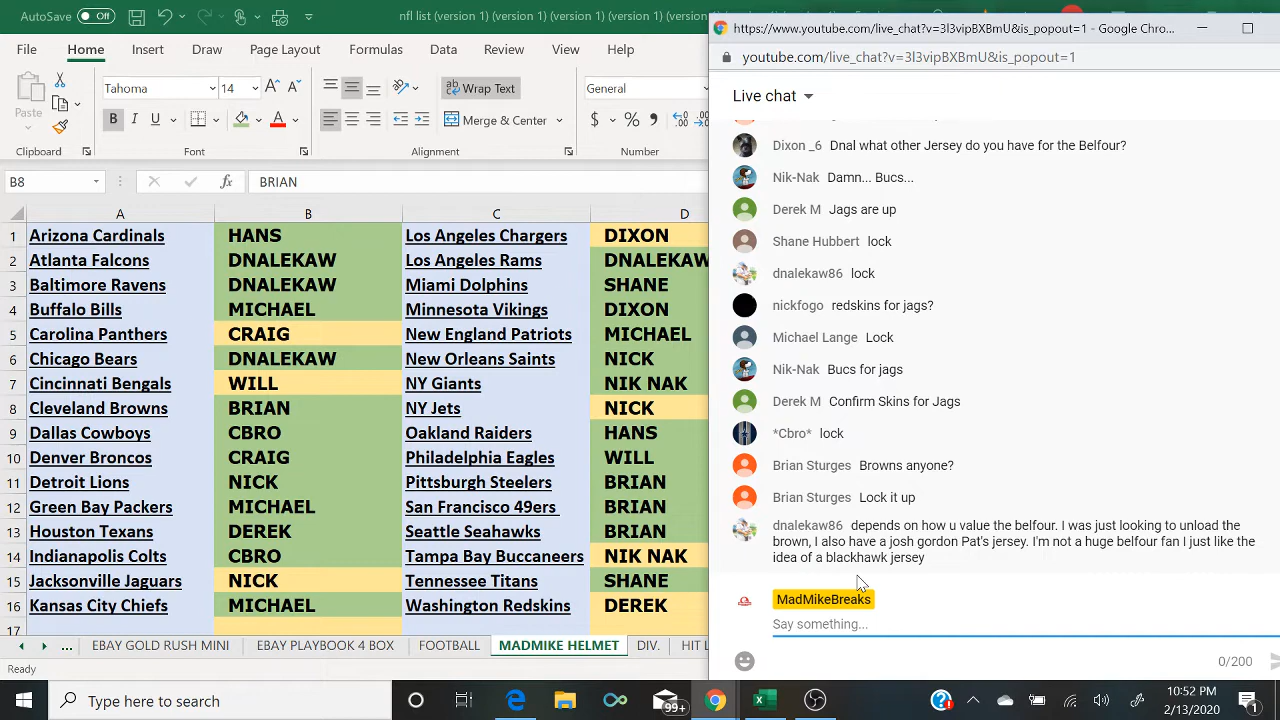 AutoSave Off nfl list (version 1) (version 1) (version 1) (version 1) (version
File Home Insert Draw Page Layout Formulas Data Review View Help
Paste
Tahoma 14
Wrap Text
General
B I U
Merge & Center
$ %
Clipboard Font Alignment Number
B8 BRIAN
A B C D
1 Arizona Cardinals HANS Los Angeles Chargers DIXON
2 Atlanta Falcons DNALEKAW Los Angeles Rams DNALEKAW
3 Baltimore Ravens DNALEKAW Miami Dolphins SHANE
4 Buffalo Bills MICHAEL Minnesota Vikings DIXON
5 Carolina Panthers CRAIG New England Patriots MICHAEL
6 Chicago Bears DNALEKAW New Orleans Saints NICK
7 Cincinnati Bengals WILL NY Giants NIK NAK
8 Cleveland Browns BRIAN NY Jets NICK
9 Dallas Cowboys CBRO Oakland Raiders HANS
10 Denver Broncos CRAIG Philadelphia Eagles WILL
11 Detroit Lions NICK Pittsburgh Steelers BRIAN
12 Green Bay Packers MICHAEL San Francisco 49ers BRIAN
13 Houston Texans DEREK Seattle Seahawks BRIAN
14 Indianapolis Colts CBRO Tampa Bay Buccaneers NIK NAK
15 Jacksonville Jaguars NICK Tennessee Titans SHANE
16 Kansas City Chiefs MICHAEL Washington Redskins DEREK
17
... EBAY GOLD RUSH MINI EBAY PLAYBOOK 4 BOX FOOTBALL MADMIKE HELMET DIV. HIT L
Ready
https://www.youtube.com/live_chat?v=3l3vipBXBmU&is_popout=1 - Google Chro...
youtube.com/live_chat?v=3l3vipBXBmU&is_popout=1
Live chat
Dixon _6 Dnal what other Jersey do you have for the Belfour?
Nik-Nak Damn... Bucs...
Derek M Jags are up
Shane Hubbert lock
dnalekaw86 lock
nickfogo redskins for jags?
Michael Lange Lock
Nik-Nak Bucs for jags
Derek M Confirm Skins for Jags
*Cbro* lock
Brian Sturges Browns anyone?
Brian Sturges Lock it up
dnalekaw86 depends on how u value the belfour. I was just looking to unload the
brown, I also have a josh gordon Pat's jersey. I'm not a huge belfour fan I just like the
idea of a blackhawk jersey
MadMikeBreaks
Say something...
0/200
Type here to search
99+
10:52 PM
2/13/2020
1